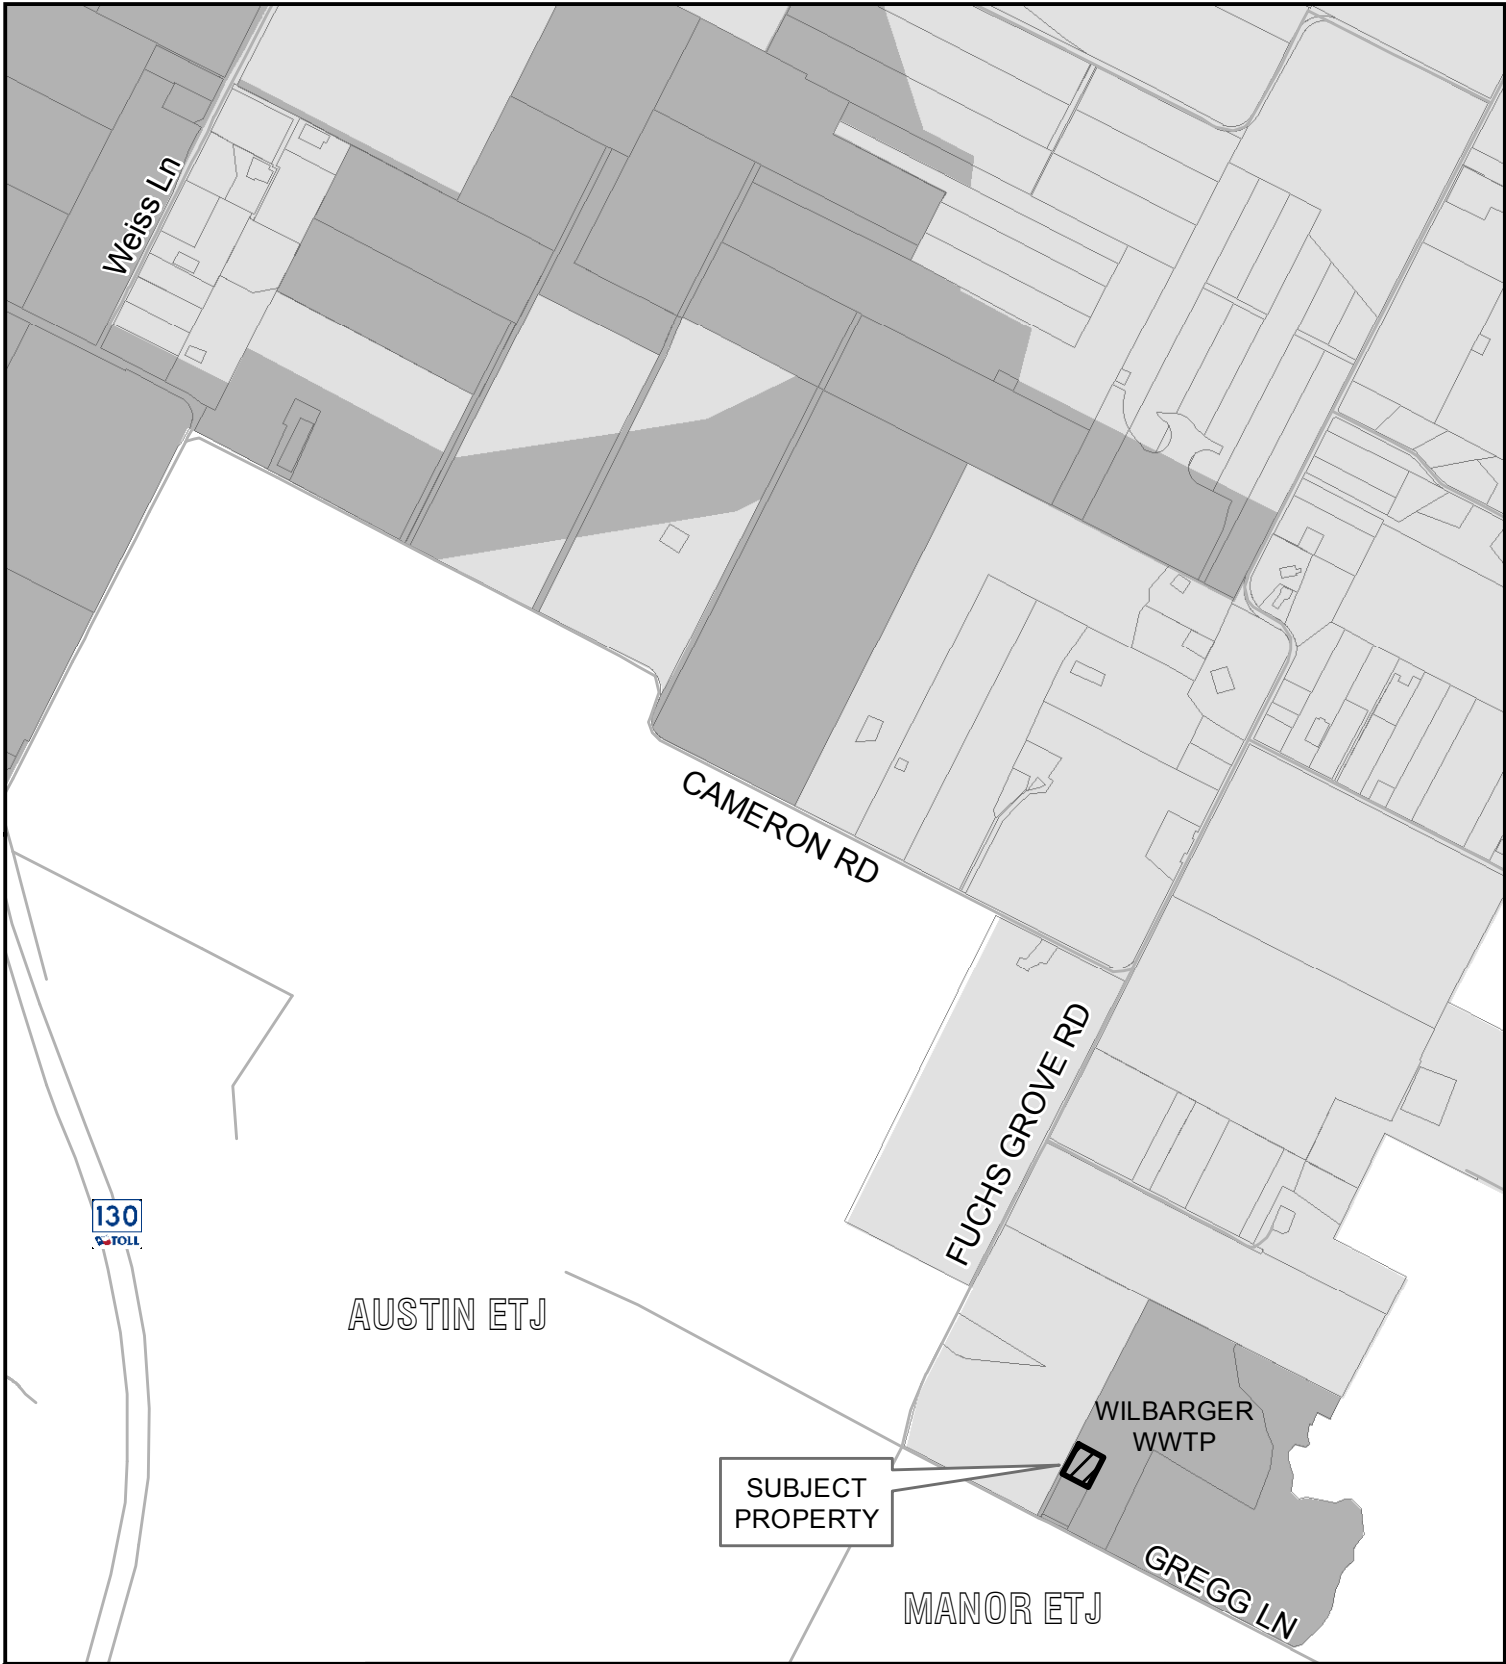 Weiss Ln
CAMERON RD
FUCHS GROVE RD
130
TOLL
AUSTIN ETJ
WILBARGER
WWTP
SUBJECT
PROPERTY
GREGG LN
MANOR ETJ